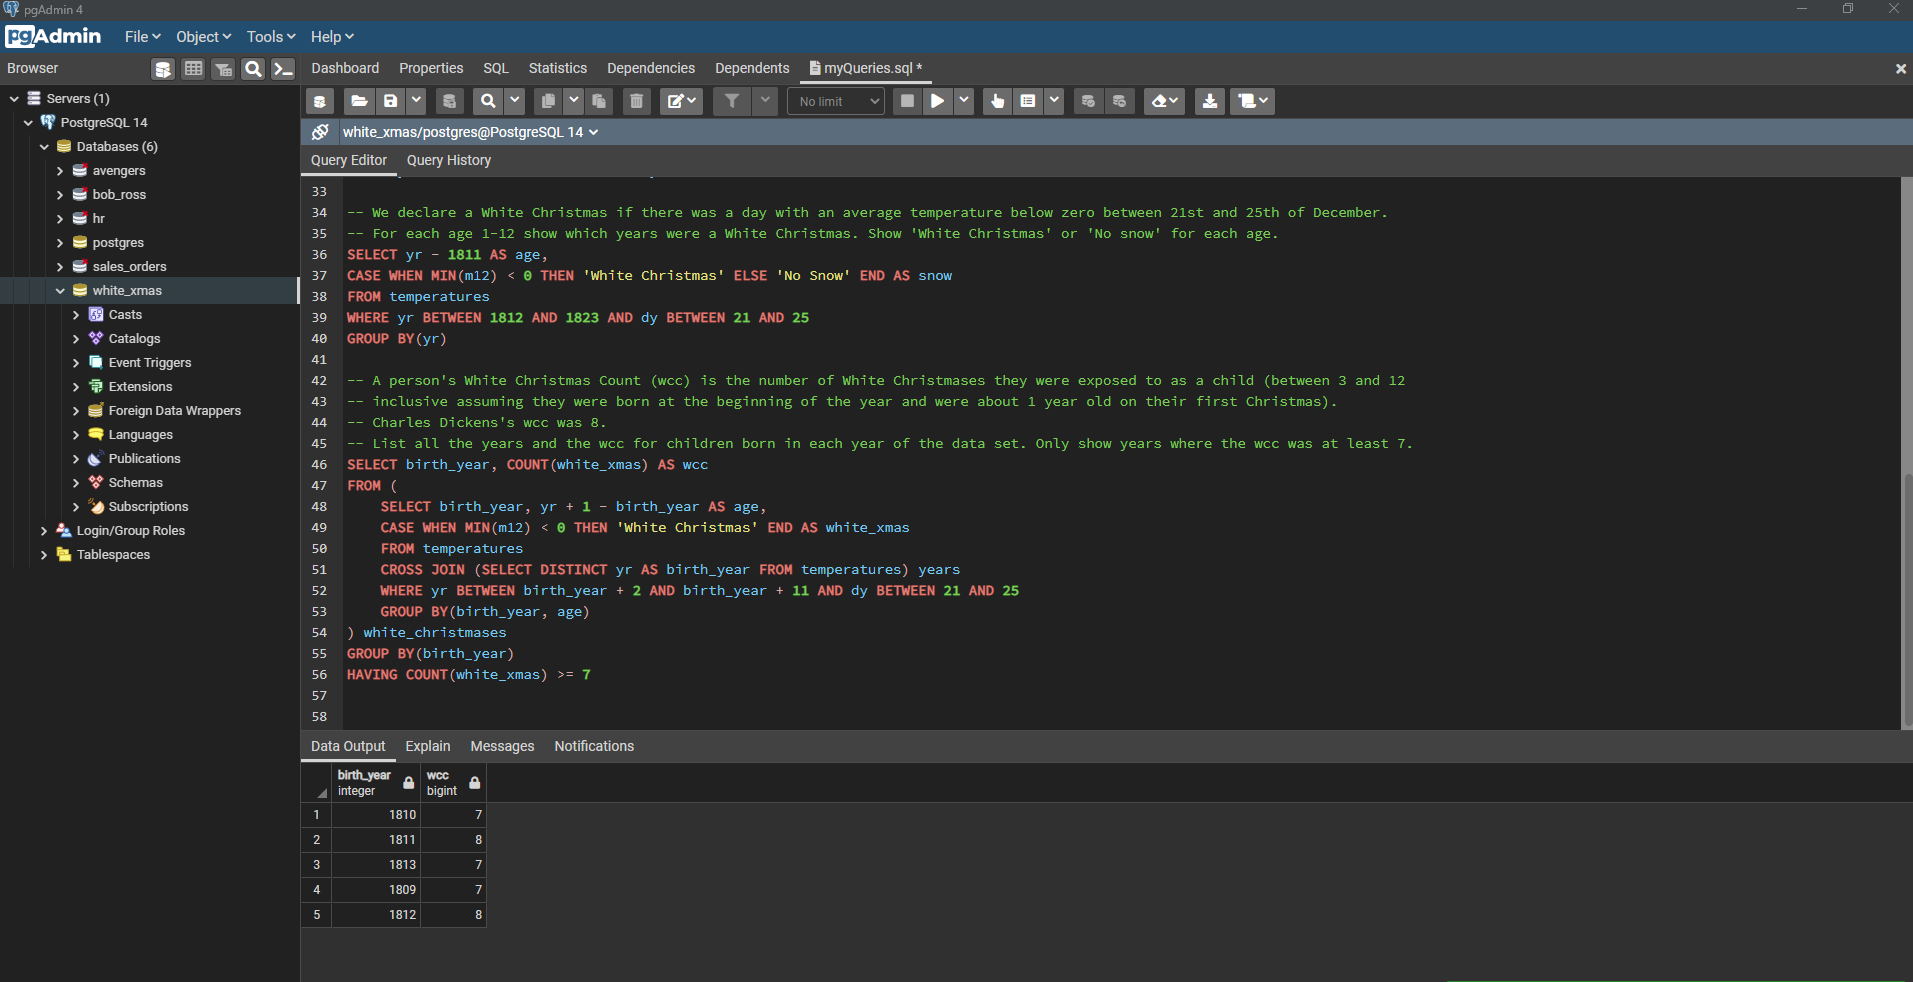 pgAdmin 4
pgAdmin File Object Tools Help
Browser
Dashboard Properties SQL Statistics Dependencies Dependents myQueries.sql *
Servers (1)
PostgreSQL 14
Databases (6)
avengers
bob_ross
hr
postgres
sales_orders
white_xmas
Casts
Catalogs
Event Triggers
Extensions
Foreign Data Wrappers
Languages
Publications
Schemas
Subscriptions
Login/Group Roles
Tablespaces
No limit
white_xmas/postgres@PostgreSQL 14
Query Editor Query History
33
34 -- We declare a White Christmas if there was a day with an average temperature below zero between 21st and 25th of December.
35 -- For each age 1-12 show which years were a White Christmas. Show 'White Christmas' or 'No snow' for each age.
36 SELECT yr - 1811 AS age,
37 CASE WHEN MIN(m12) < 0 THEN 'White Christmas' ELSE 'No Snow' END AS snow
38 FROM temperatures
39 WHERE yr BETWEEN 1812 AND 1823 AND dy BETWEEN 21 AND 25
40 GROUP BY(yr)
41
42 -- A person's White Christmas Count (wcc) is the number of White Christmases they were exposed to as a child (between 3 and 12
43 -- inclusive assuming they were born at the beginning of the year and were about 1 year old on their first Christmas).
44 -- Charles Dickens's wcc was 8.
45 -- List all the years and the wcc for children born in each year of the data set. Only show years where the wcc was at least 7.
46 SELECT birth_year, COUNT(white_xmas) AS wcc
47 FROM (
48 SELECT birth_year, yr + 1 - birth_year AS age,
49 CASE WHEN MIN(m12) < 0 THEN 'White Christmas' END AS white_xmas
50 FROM temperatures
51 CROSS JOIN (SELECT DISTINCT yr AS birth_year FROM temperatures) years
52 WHERE yr BETWEEN birth_year + 2 AND birth_year + 11 AND dy BETWEEN 21 AND 25
53 GROUP BY(birth_year, age)
54 ) white_christmases
55 GROUP BY(birth_year)
56 HAVING COUNT(white_xmas) >= 7
57
58
Data Output Explain Messages Notifications
birth_year wcc
integer bigint
1 1810 7
2 1811 8
3 1813 7
4 1809 7
5 1812 8